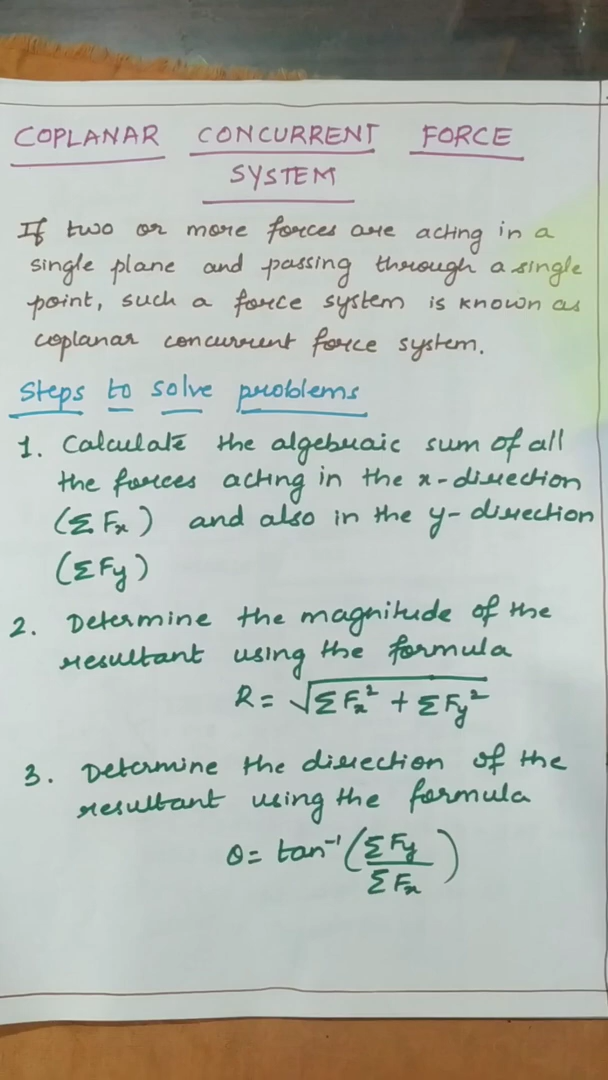 COPLANAR CONCURRENT FORCE
SYSTEM
If two or more forces are acting in a
single plane and passing through a single
point, such a force system is known as
coplanar concurrent force system.
Steps to solve problems
1. Calculate the algebraic sum of all
the forces acting in the x-direction
(ΣFx) and also in the y-direction
(ΣFy)
2. Determine the magnitude of the
resultant using the formula
R = √ΣFx² + ΣFy²
3. Determine the direction of the
resultant using the formula
θ = tan⁻¹(ΣFy/ΣFx)